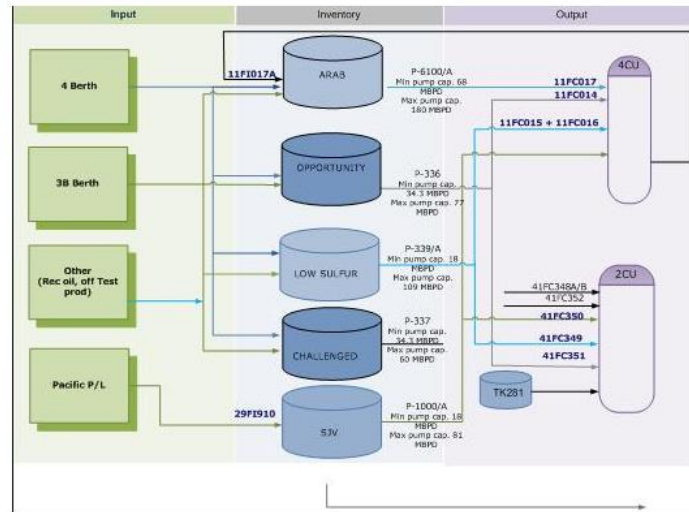 Input
Inventory
Output
4 Berth
3B Berth
Other
(Rec oil, off Test
prod)
Pacific P/L
11FI017A
29FI910
ARAB
OPPORTUNITY
LOW SULFUR
CHALLENGED
SJV
P-6100/A
Min pump cap. 68
MBPD
Max pump cap.
180 MBPD
P-336
Min pump cap.
34.3 MBPD
Max pump cap. 77
MBPD
P-339/A
Min pump cap. 18
MBPD
Max pump cap.
109 MBPD
P-337
Min pump cap.
34.3 MBPD
Max pump cap.
60 MBPD
P-1000/A
Min pump cap. 18
MBPD
Max pump cap. 81
MBPD
4CU
11FC017
11FC014
11FC015 + 11FC016
2CU
41FC348A/B
41FC352
41FC350
41FC349
41FC351
TK281